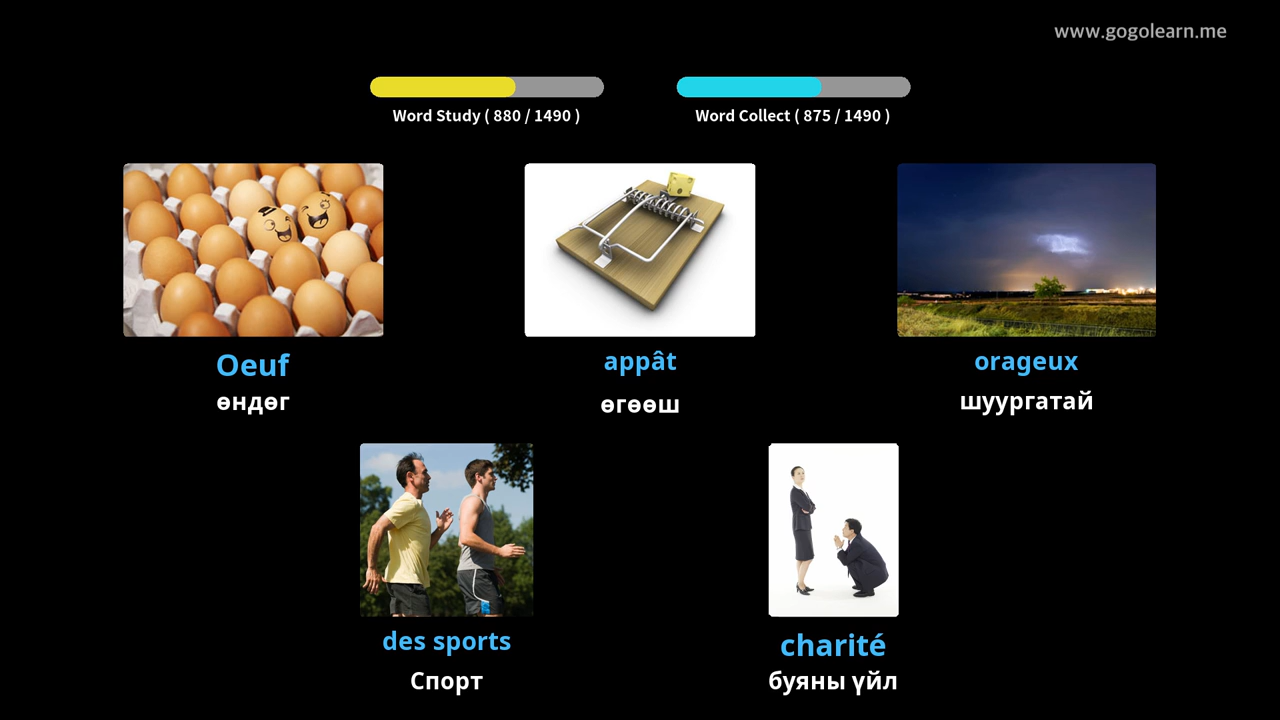 www.gogolearn.me
Word Study ( 880 / 1490 )
Word Collect ( 875 / 1490 )
Oeuf
өндөг
appât
өгөөш
orageux
шуургатай
des sports
Спорт
charité
буяны үйл